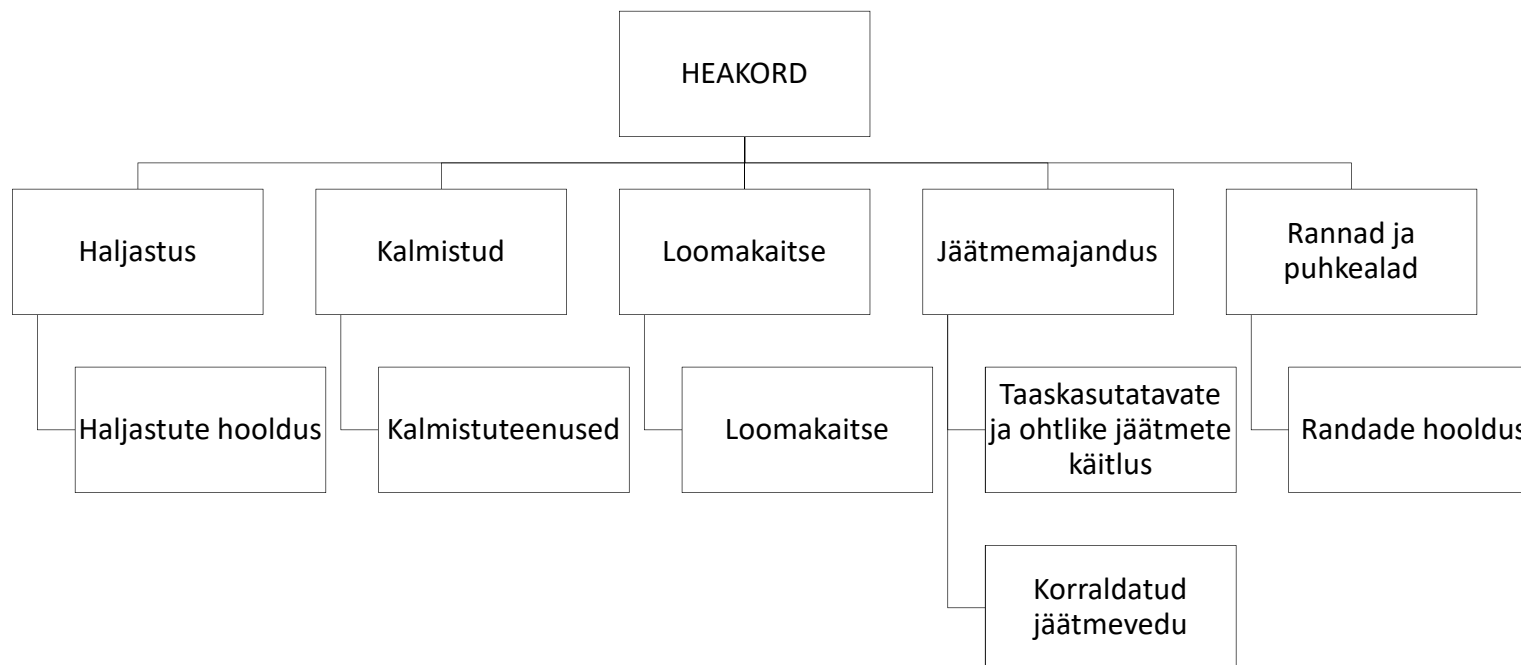 HEAKORD
Haljastus
Kalmistud
Loomakaitse
Jäätmemajandus
Rannad ja
puhkealad
Haljastute hooldus
Kalmistuteenused
Loomakaitse
Taaskasutatavate
ja ohtlike jäätmete
käitlus
Randade hooldus
Korraldatud
jäätmevedu